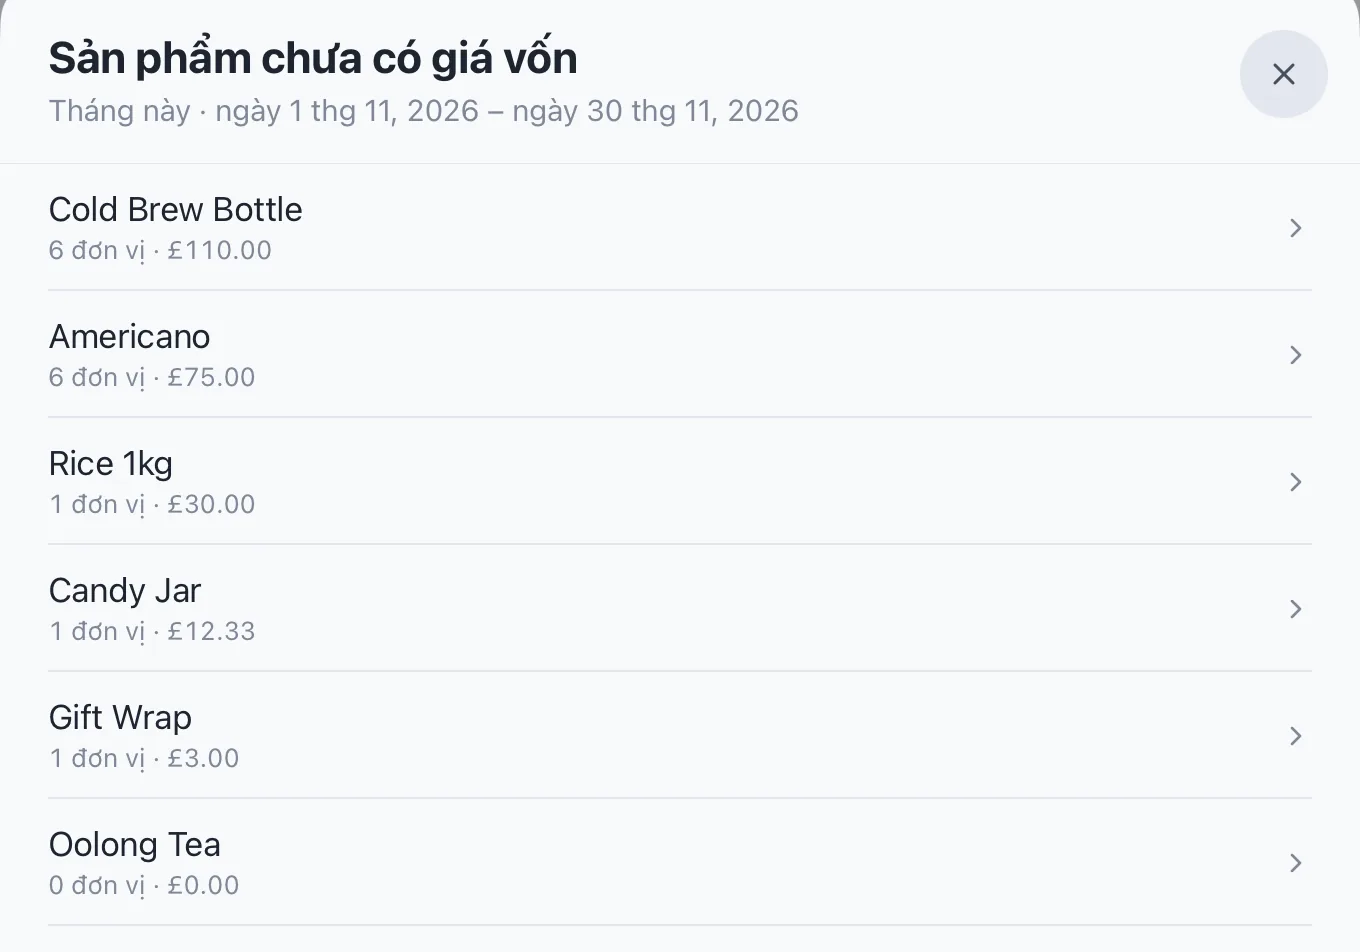 Sản phẩm chưa có giá vốn
Tháng này · ngày 1 thg 11, 2026 – ngày 30 thg 11, 2026
Cold Brew Bottle
6 đơn vị · £110.00
Americano
6 đơn vị · £75.00
Rice 1kg
1 đơn vị · £30.00
Candy Jar
1 đơn vị · £12.33
Gift Wrap
1 đơn vị · £3.00
Oolong Tea
0 đơn vị · £0.00